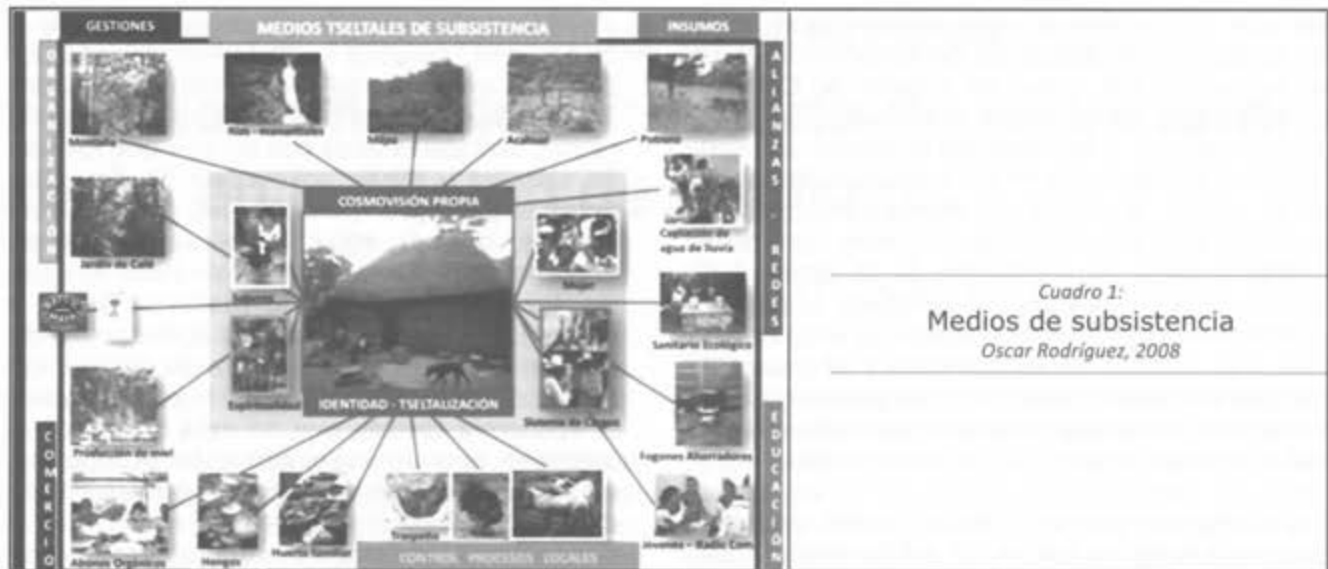 GESTIONES
MEDIOS TSELTALES DE SUBSISTENCIA
INSUMOS
ORGANIZACIÓN
ALIANZAS - REDES
Montaña
Milpa
Acahual
Potrero
COSMOVISIÓN PROPIA
Captación de
agua de lluvia
Jardín de Café
Mujer
Sanitario Ecológico
Espiritualidad
IDENTIDAD - TSELTALIZACIÓN
Sistema de Cargos
Producción de miel
Fogones Ahorradores
COMERCIO
EDUCACIÓN
Traspatio
Abonos Orgánicos
Hongos
Huerto familiar
CONTROL PROCESOS LOCALES
Juventud - Radio Com.
Cuadro 1:
Medios de subsistencia
Oscar Rodríguez, 2008